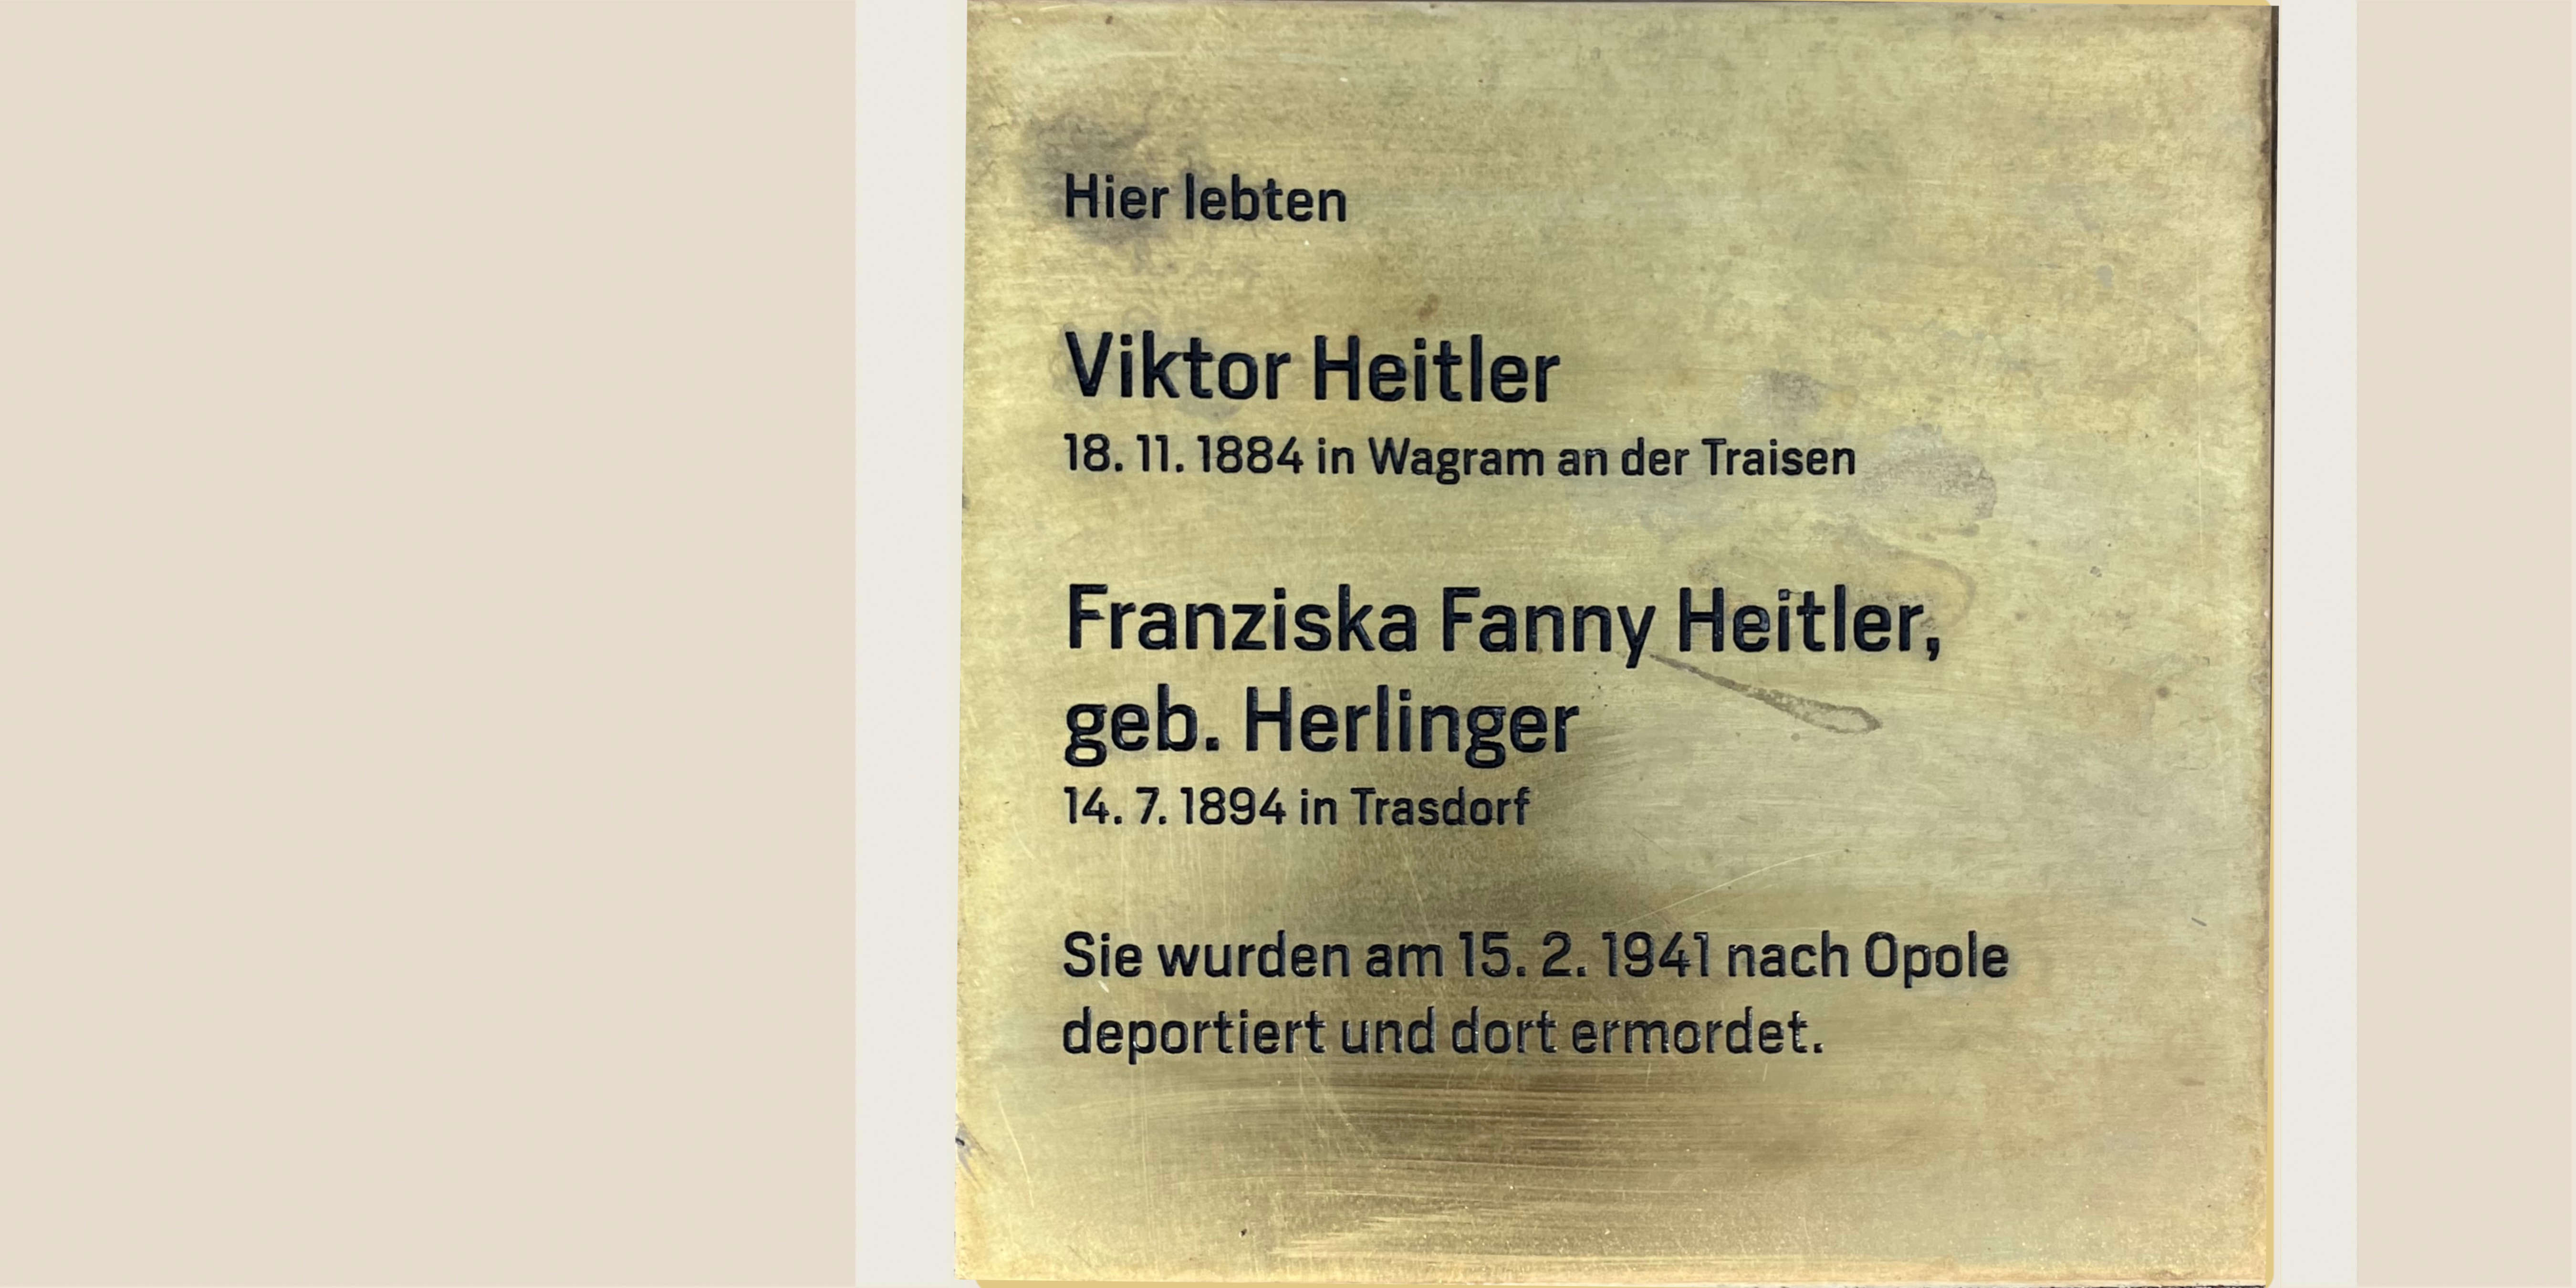 Hier lebten
Viktor Heitler
18. 11. 1884 in Wagram an der Traisen
Franziska Fanny Heitler,
geb. Herlinger
14. 7. 1894 in Trasdorf
Sie wurden am 15. 2. 1941 nach Opole
deportiert und dort ermordet.